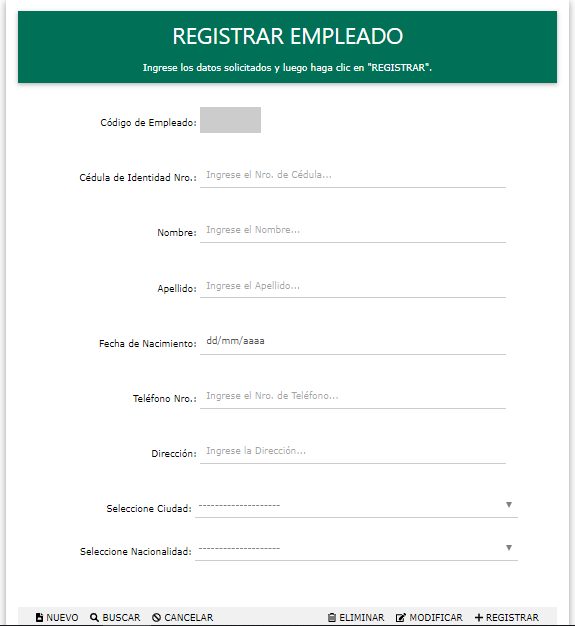 REGISTRAR EMPLEADO
Ingrese los datos solicitados y luego haga clic en "REGISTRAR".
Código de Empleado:
Cédula de Identidad Nro.: Ingrese el Nro. de Cédula...
Nombre: Ingrese el Nombre...
Apellido: Ingrese el Apellido...
Fecha de Nacimiento: dd/mm/aaaa
Teléfono Nro.: Ingrese el Nro. de Teléfono...
Dirección: Ingrese la Dirección...
Seleccione Ciudad: --------------------
Seleccione Nacionalidad: --------------------
NUEVO BUSCAR CANCELAR ELIMINAR MODIFICAR REGISTRAR